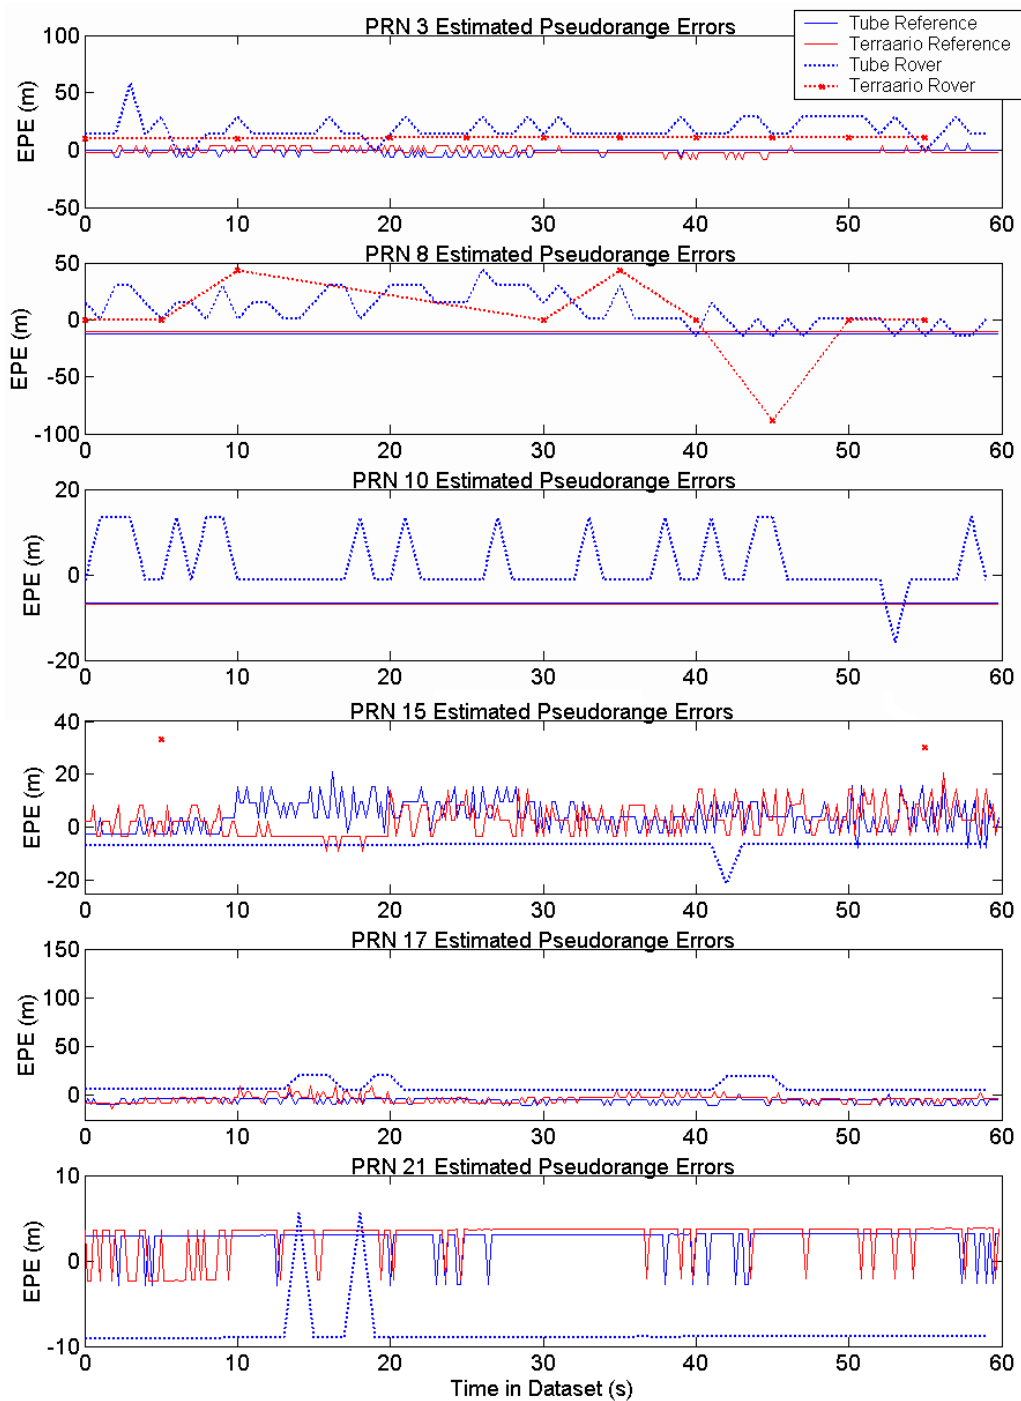 PRN 3 Estimated Pseudorange Errors
Tube Reference
Terraario Reference
Tube Rover
Terraario Rover
100
50
0
-50
EPE (m)
0 10 20 30 40 50 60
PRN 8 Estimated Pseudorange Errors
50
0
-50
-100
EPE (m)
0 10 20 30 40 50 60
PRN 10 Estimated Pseudorange Errors
20
0
-20
EPE (m)
0 10 20 30 40 50 60
PRN 15 Estimated Pseudorange Errors
40
20
0
-20
EPE (m)
0 10 20 30 40 50 60
PRN 17 Estimated Pseudorange Errors
150
100
50
0
EPE (m)
0 10 20 30 40 50 60
PRN 21 Estimated Pseudorange Errors
10
0
-10
EPE (m)
0 10 20 30 40 50 60
Time in Dataset (s)